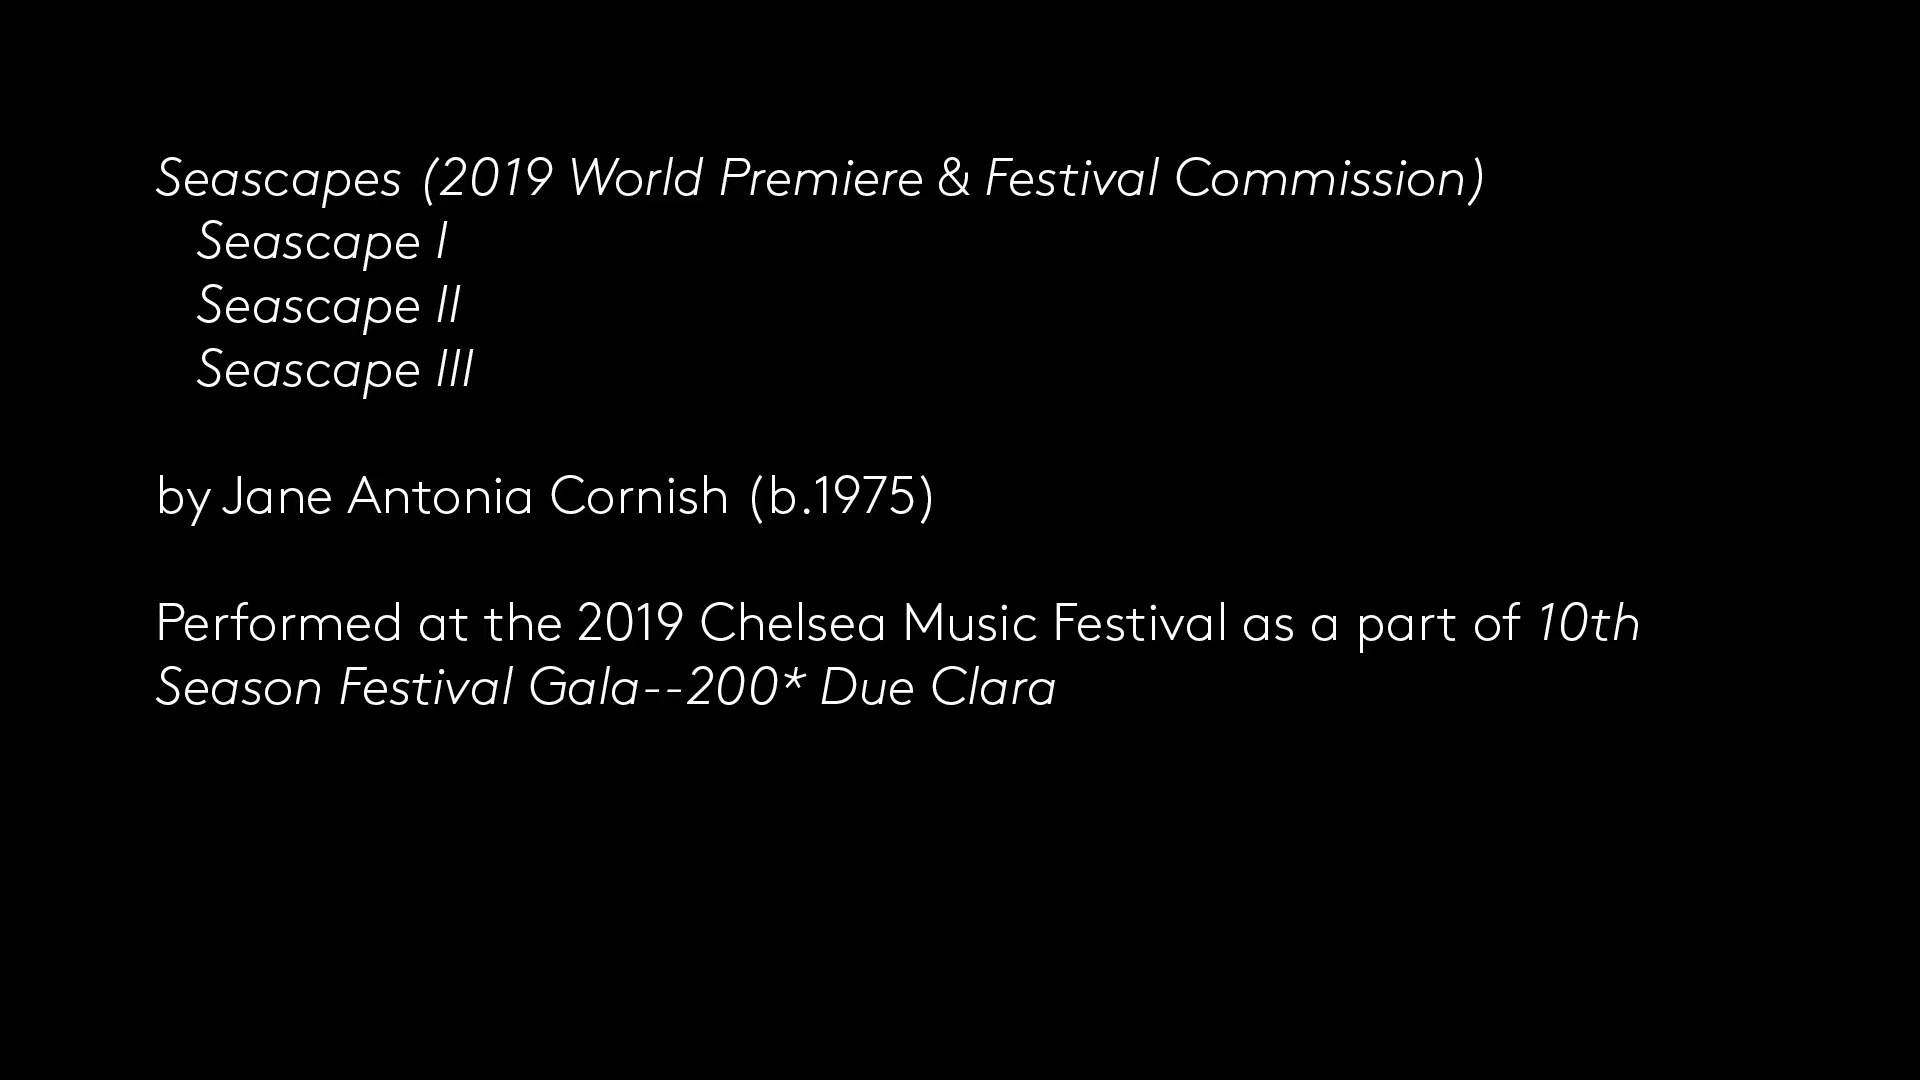 Seascapes (2019 World Premiere & Festival Commission)
Seascape I
Seascape II
Seascape III
by Jane Antonia Cornish (b.1975)
Performed at the 2019 Chelsea Music Festival as a part of 10th
Season Festival Gala--200* Due Clara